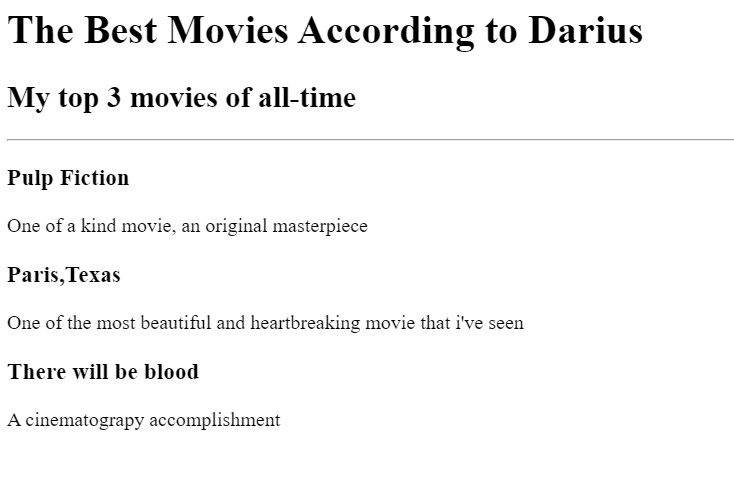 The Best Movies According to Darius
My top 3 movies of all-time
Pulp Fiction
One of a kind movie, an original masterpiece
Paris,Texas
One of the most beautiful and heartbreaking movie that i've seen
There will be blood
A cinematograpy accomplishment